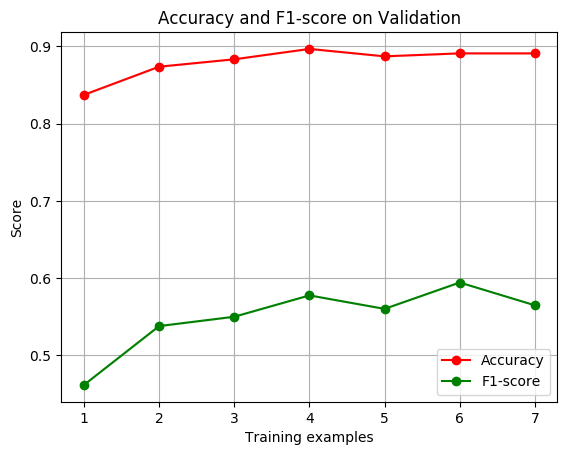 Accuracy and F1-score on Validation
0.9
0.8
0.7
0.6
0.5
Score
Accuracy
F1-score
1 2 3 4 5 6 7
Training examples